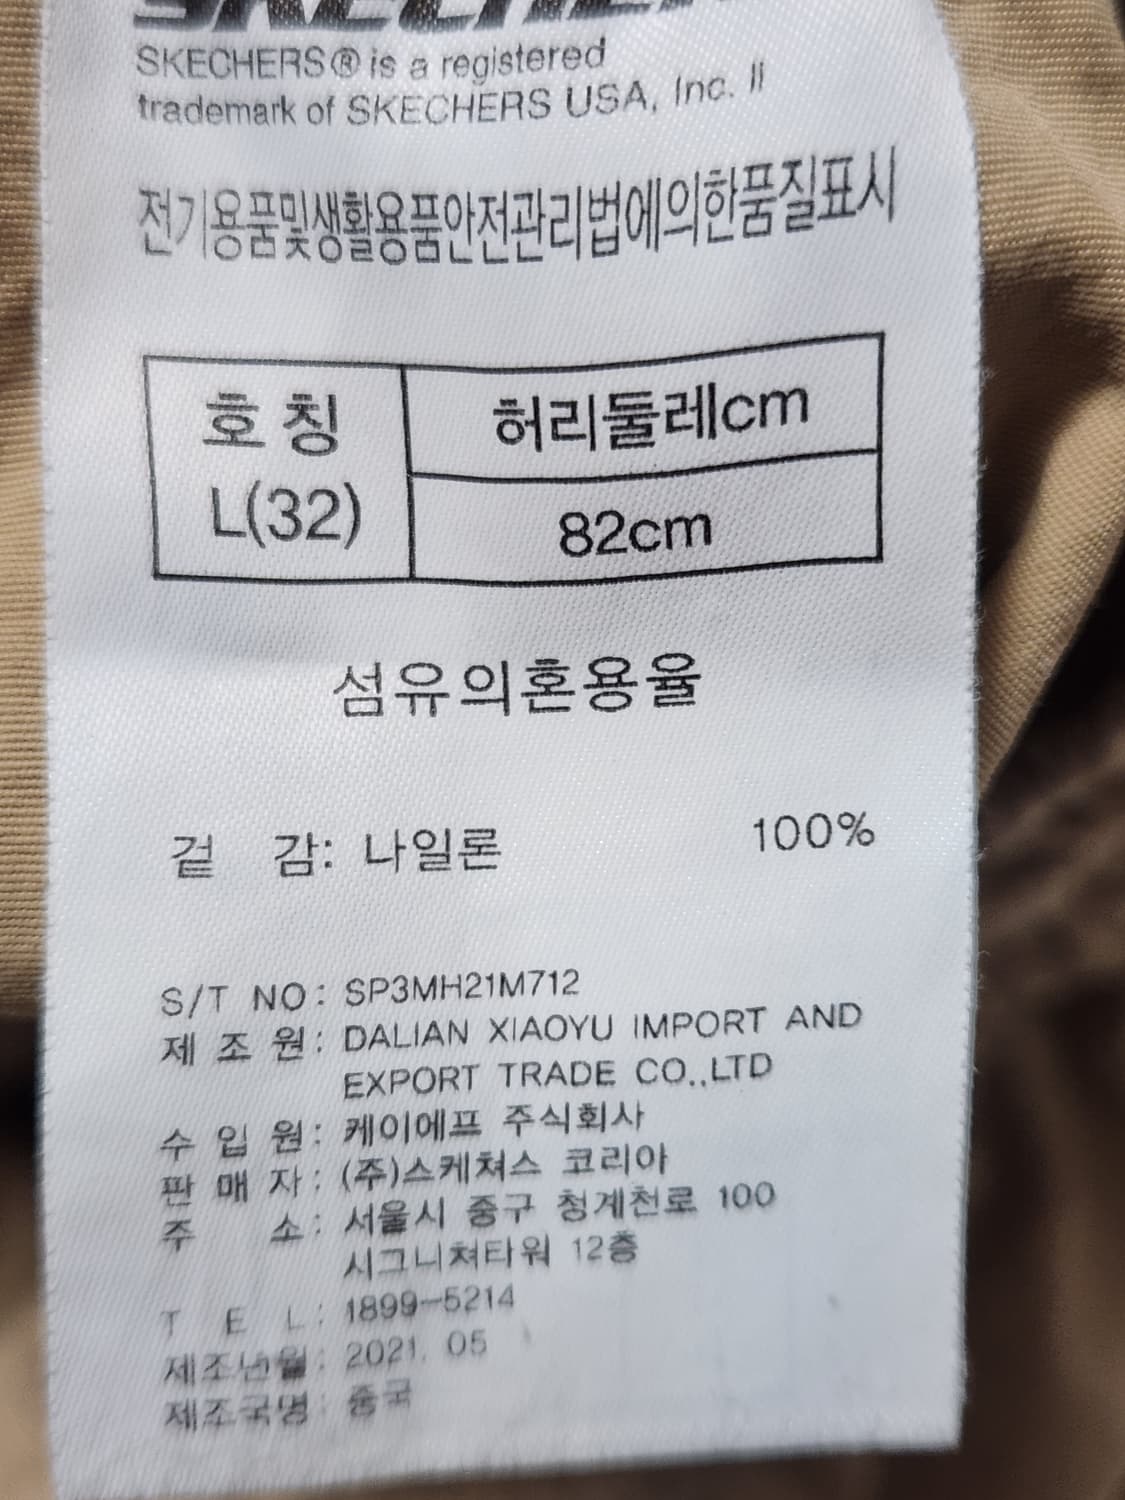 SKECHERS
SKECHERS® is a registered
trademark of SKECHERS USA, Inc. II
전기용품및생활용품안전관리법에의한품질표시
호칭 허리둘레cm
L(32) 82cm
섬유의혼용율
겉 감: 나일론 100%
S/T NO: SP3MH21M712
제 조 원: DALIAN XIAOYU IMPORT AND
EXPORT TRADE CO.,LTD
수 입 원: 케이에프 주식회사
판 매 자: (주)스케쳐스 코리아
주 소: 서울시 중구 청계천로 100
시그니쳐타워 12층
T E L: 1899-5214
제조년월: 2021. 05
제조국명: 중국